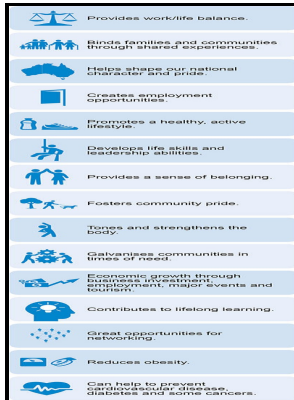 Provides work/life balance.
Binds families and communities
through shared experiences.
Helps shape our national
character and pride.
Creates employment
opportunities.
Promotes a healthy, active
lifestyle.
Develops life skills and
leadership abilities.
Provides a sense of belonging.
Fosters community pride.
Tones and strengthens the
body.
Galvanises communities in
times of need.
Economic growth through
business investment,
employment, major events and
tourism.
Contributes to lifelong learning.
Great opportunities for
networking.
Reduces obesity.
Can help to prevent
cardiovascular disease,
diabetes and some cancers.